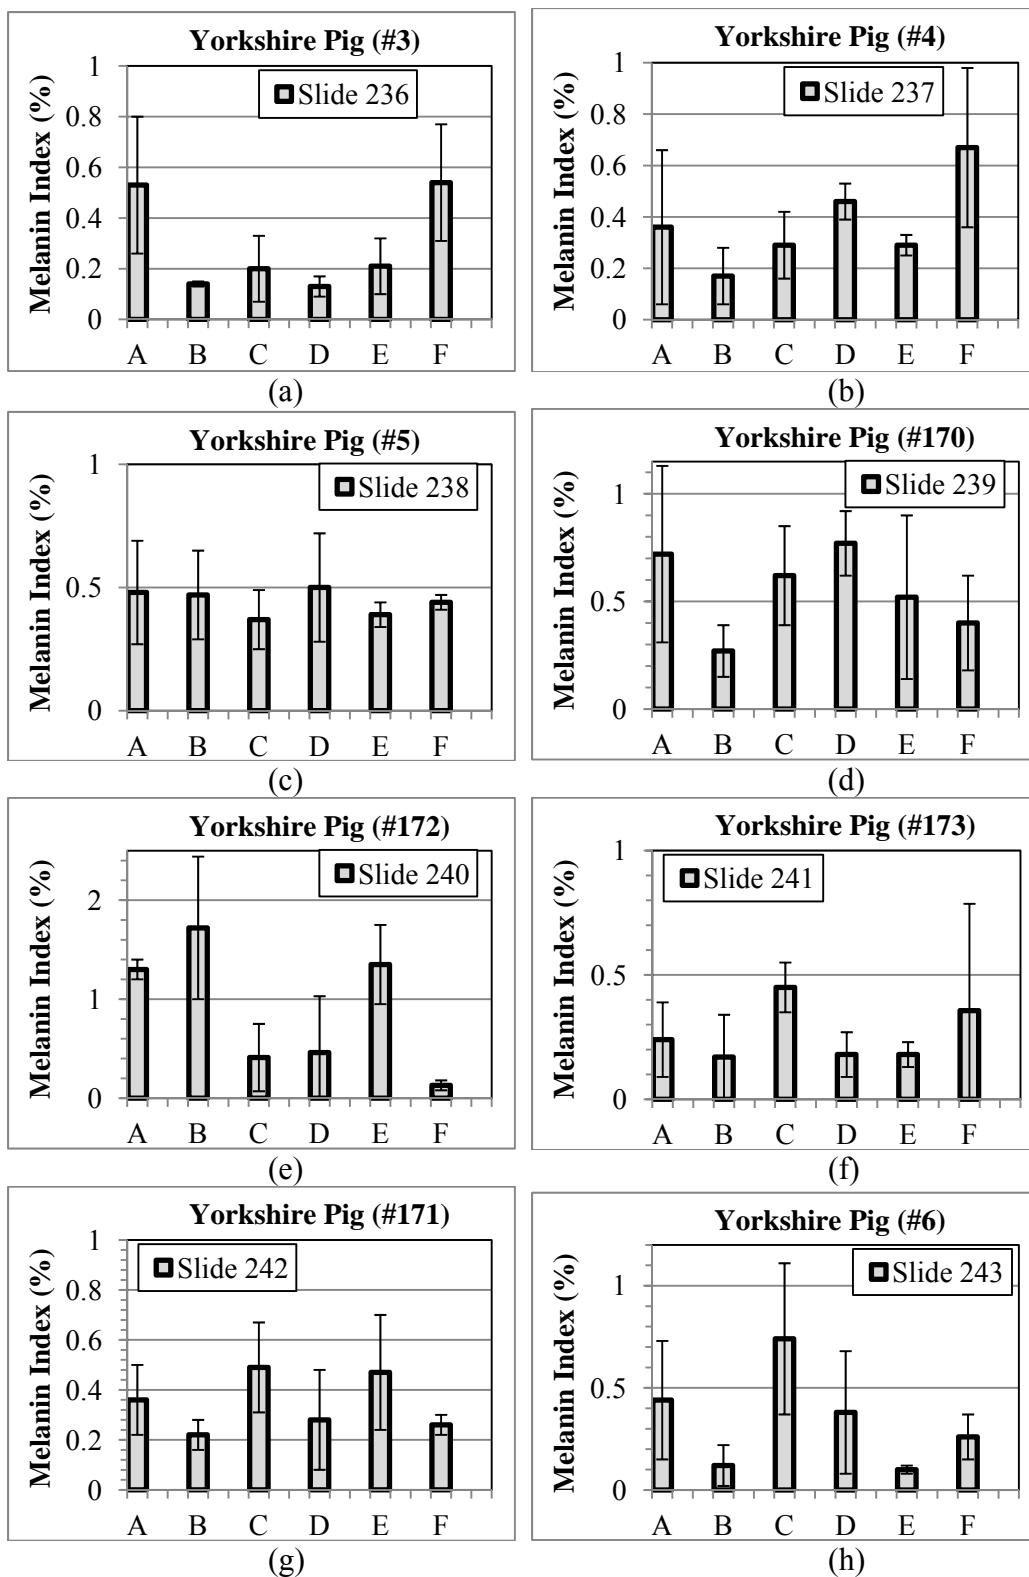 Yorkshire Pig (#3)
Slide 236
Melanin Index (%)
1
0.8
0.6
0.4
0.2
0
A B C D E F
(a)
Yorkshire Pig (#4)
Slide 237
Melanin Index (%)
1
0.8
0.6
0.4
0.2
0
A B C D E F
(b)
Yorkshire Pig (#5)
Slide 238
Melanin Index (%)
1
0.5
0
A B C D E F
(c)
Yorkshire Pig (#170)
Slide 239
Melanin Index (%)
1
0.5
0
A B C D E F
(d)
Yorkshire Pig (#172)
Slide 240
Melanin Index (%)
2
1
0
A B C D E F
(e)
Yorkshire Pig (#173)
Slide 241
Melanin Index (%)
1
0.5
0
A B C D E F
(f)
Yorkshire Pig (#171)
Slide 242
Melanin Index (%)
1
0.8
0.6
0.4
0.2
0
A B C D E F
(g)
Yorkshire Pig (#6)
Slide 243
Melanin Index (%)
1
0.5
0
A B C D E F
(h)